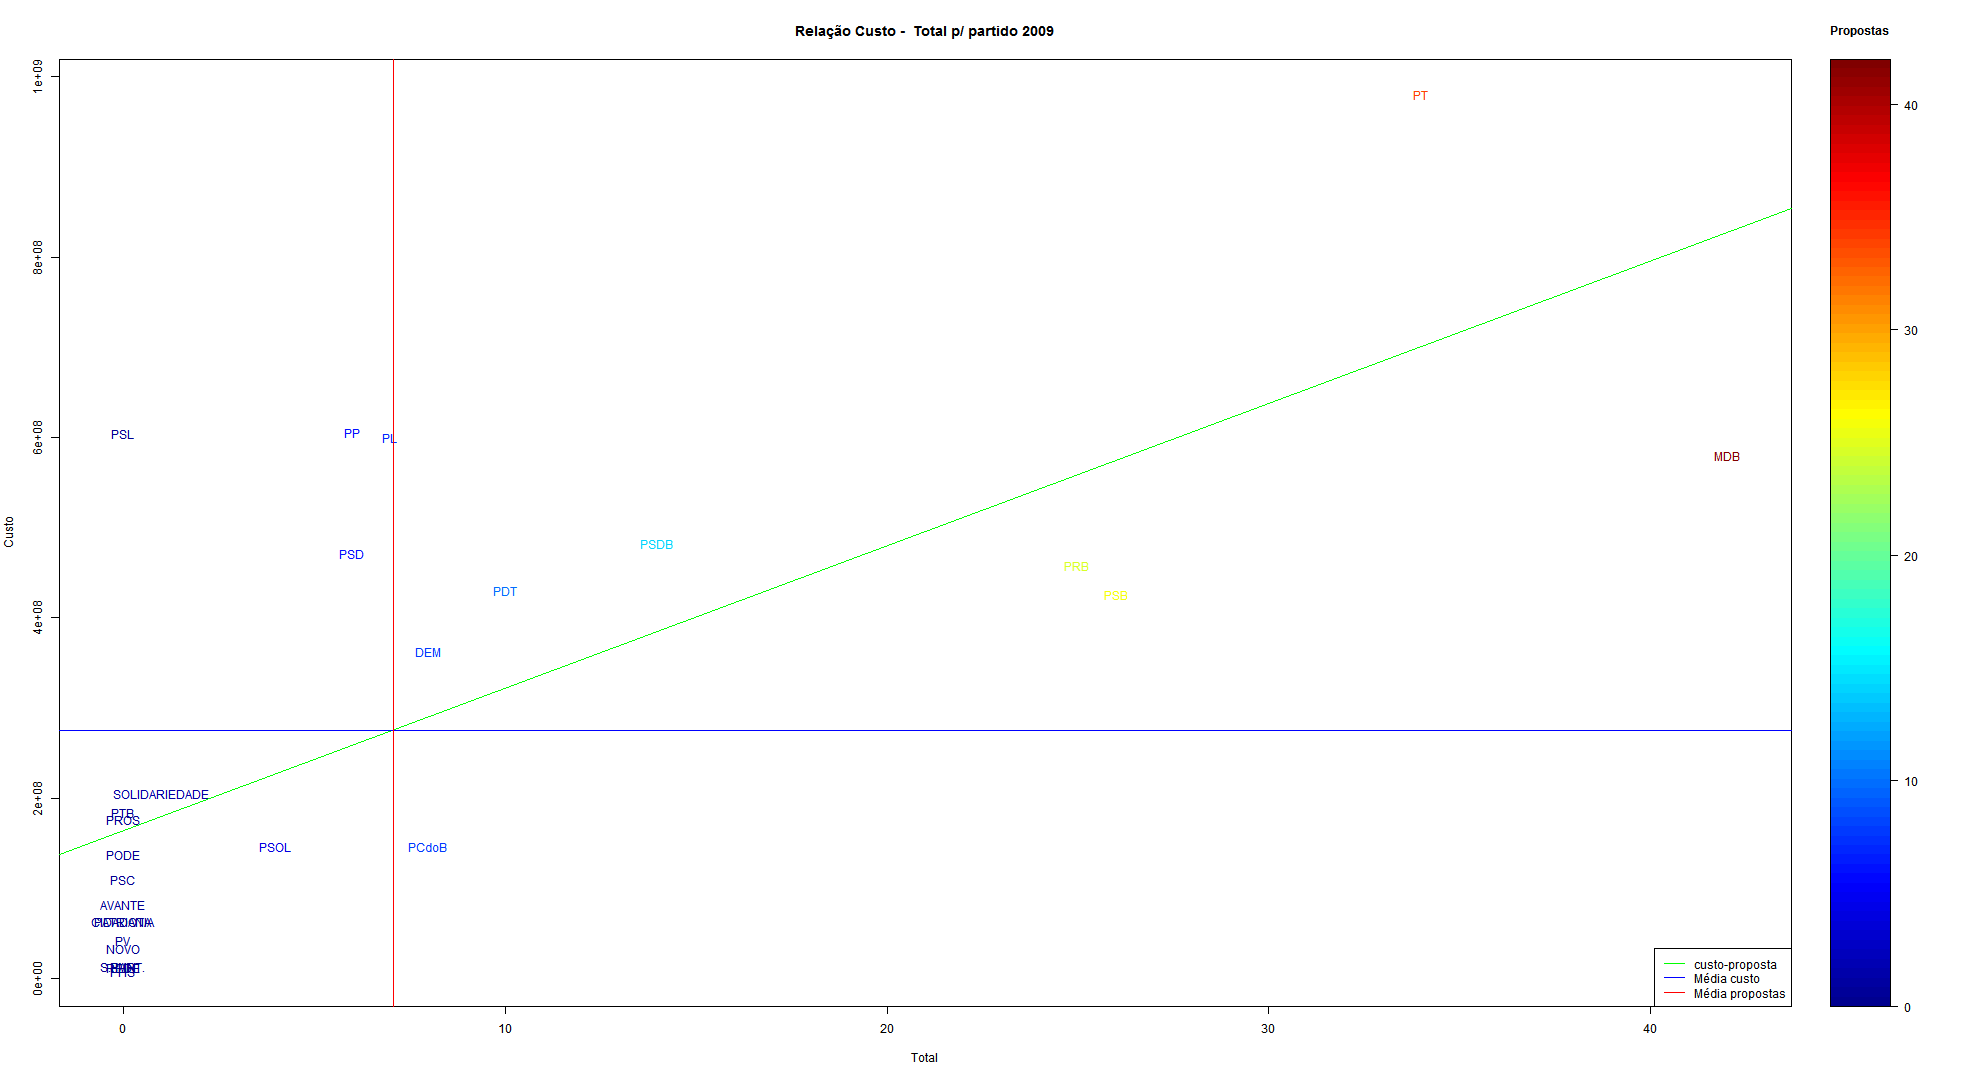 Relação Custo - Total p/ partido 2009
Propostas
1e+09
8e+08
6e+08
4e+08
2e+08
0e+00
Custo
PT
PSL
PP
PL
MDB
PSD
PSDB
PDT
PRB
PSB
DEM
SOLIDARIEDADE
PTB
PROS
PSOL
PCdoB
PODE
PSC
AVANTE
PV
NOVO
PHS
custo-proposta
Média custo
Média propostas
0
10
20
30
40
Total
40
30
20
10
0